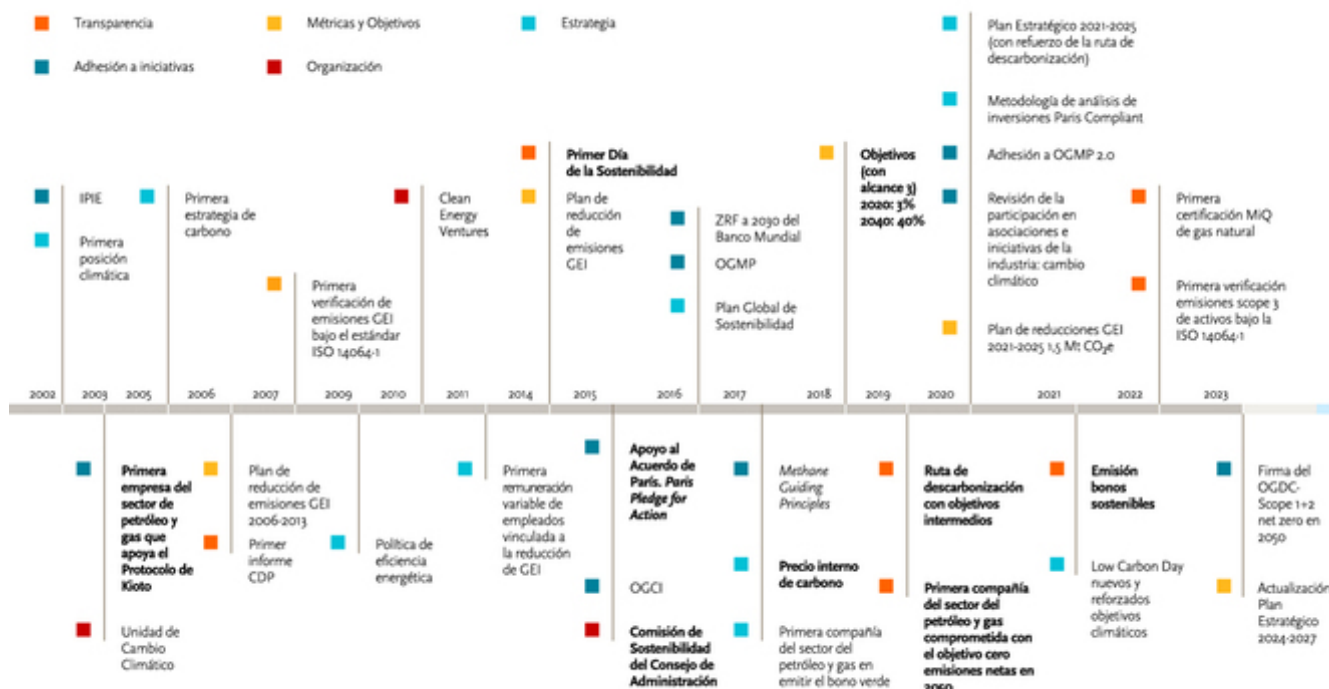 Transparencia
Métricas y Objetivos
Estrategia
Adhesión a iniciativas
Organización
IPIE
Primera
posición
climática
Primera
estrategia de
carbono
Primera
verificación de
emisiones GEI
bajo el estándar
ISO 14064-1
Clean
Energy
Ventures
Primer Día
de la Sostenibilidad
Plan de
reducción
de
emisiones
GEI
ZRF a 2030 del
Banco Mundial
OGMP
Plan Global de
Sostenibilidad
Objetivos
(con
alcance 3)
2020: 3%
2040: 40%
Plan Estratégico 2021-2025
(con refuerzo de la ruta de
descarbonización)
Metodología de análisis de
inversiones Paris Compliant
Adhesión a OGMP 2.0
Revisión de la
participación en
asociaciones e
iniciativas de la
industria: cambio
climático
Plan de reducciones GEI
2021-2025 1,5 Mt CO₂e
Primera
certificación MiQ
de gas natural
Primera verificación
emisiones scope 3
de activos bajo la
ISO 14064-1
2002 2003 2005 2006 2007 2009 2010 2011 2014 2015 2016 2017 2018 2019 2020 2021 2022 2023
Primera
empresa del
sector de
petróleo y
gas que
apoya el
Protocolo de
Kioto
Unidad de
Cambio
Climático
Plan de
reducción de
emisiones GEI
2006-2013
Primer
informe
CDP
Política de
eficiencia
energética
Primera
remuneración
variable de
empleados
vinculada a
la reducción
de GEI
Apoyo al
Acuerdo de
París. París
Pledge for
Action
OGCI
Comisión de
Sostenibilidad
del Consejo de
Administración
Methane
Guiding
Principles
Precio interno
de carbono
Primera compañía
del sector del
petróleo y gas en
emitir el bono verde
Ruta de
descarbonización
con objetivos
intermedios
Primera compañía
del sector del
petróleo y gas
comprometida con
el objetivo cero
emisiones netas en
2050
Emisión
bonos
sostenibles
Low Carbon Day
nuevos y
reforzados
objetivos
climáticos
Firma del
OGDC-
Scope 1+2
net zero en
2050
Actualización
Plan
Estratégico
2024-2027